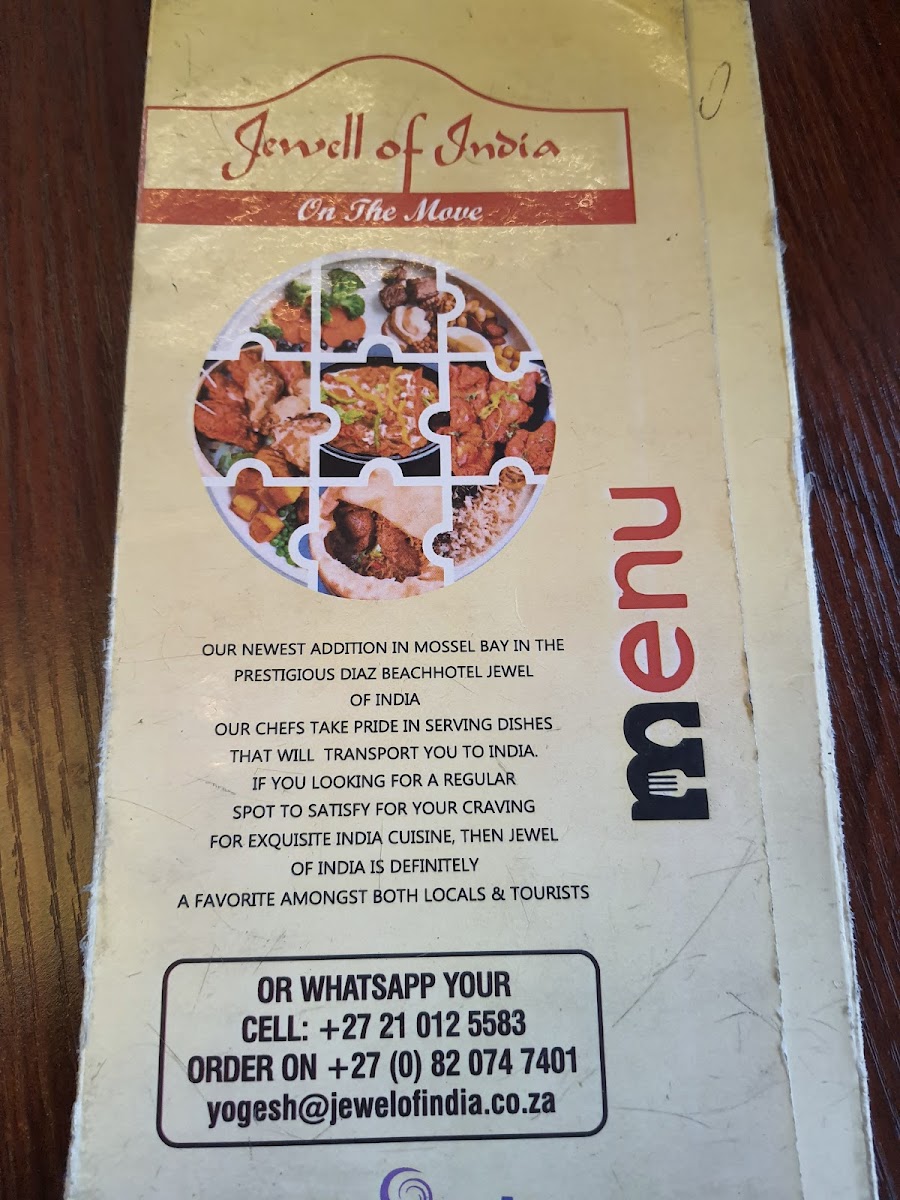 Jewell of India
On The Move
OUR NEWEST ADDITION IN MOSSEL BAY IN THE
PRESTIGIOUS DIAZ BEACHHOTEL JEWEL
OF INDIA
OUR CHEFS TAKE PRIDE IN SERVING DISHES
THAT WILL TRANSPORT YOU TO INDIA.
IF YOU LOOKING FOR A REGULAR
SPOT TO SATISFY FOR YOUR CRAVING
FOR EXQUISITE INDIA CUISINE, THEN JEWEL
OF INDIA IS DEFINITELY
A FAVORITE AMONGST BOTH LOCALS & TOURISTS
menu
OR WHATSAPP YOUR
CELL: +27 21 012 5583
ORDER ON +27 (0) 82 074 7401
yogesh@jewelofindia.co.za